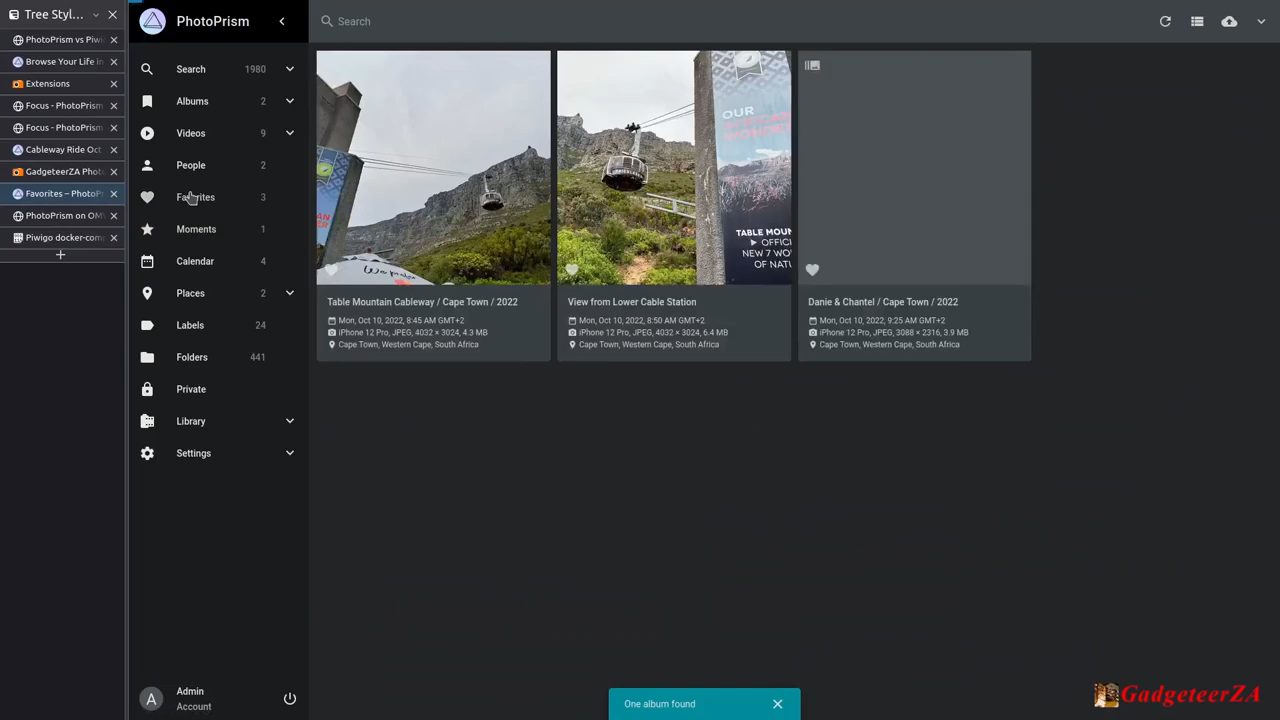 Tree Styl...
PhotoPrism
Search
PhotoPrism vs Piwi
Browse Your Life in
Extensions
Focus - PhotoPrism
Focus - PhotoPrism
Cableway Ride Oct
GadgeteerZA Photo
Favorites – PhotoPr
PhotoPrism on OMV
Piwigo docker-com
Search 1980
Albums 2
Videos 9
People 2
Favorites 3
Moments 1
Calendar 4
Places 2
Labels 24
Folders 441
Private
Library
Settings
A
Admin
Account
OUR
TABLE MOUN
OFFICI
NEW 7 WO
OF NATU
Table Mountain Cableway / Cape Town / 2022
Mon, Oct 10, 2022, 8:45 AM GMT+2
iPhone 12 Pro, JPEG, 4032 × 3024, 4.3 MB
Cape Town, Western Cape, South Africa
View from Lower Cable Station
Mon, Oct 10, 2022, 8:50 AM GMT+2
iPhone 12 Pro, JPEG, 4032 × 3024, 6.4 MB
Cape Town, Western Cape, South Africa
Danie & Chantel / Cape Town / 2022
Mon, Oct 10, 2022, 9:25 AM GMT+2
iPhone 12 Pro, JPEG, 3088 × 2316, 3.9 MB
Cape Town, Western Cape, South Africa
One album found
GadgeteerZA